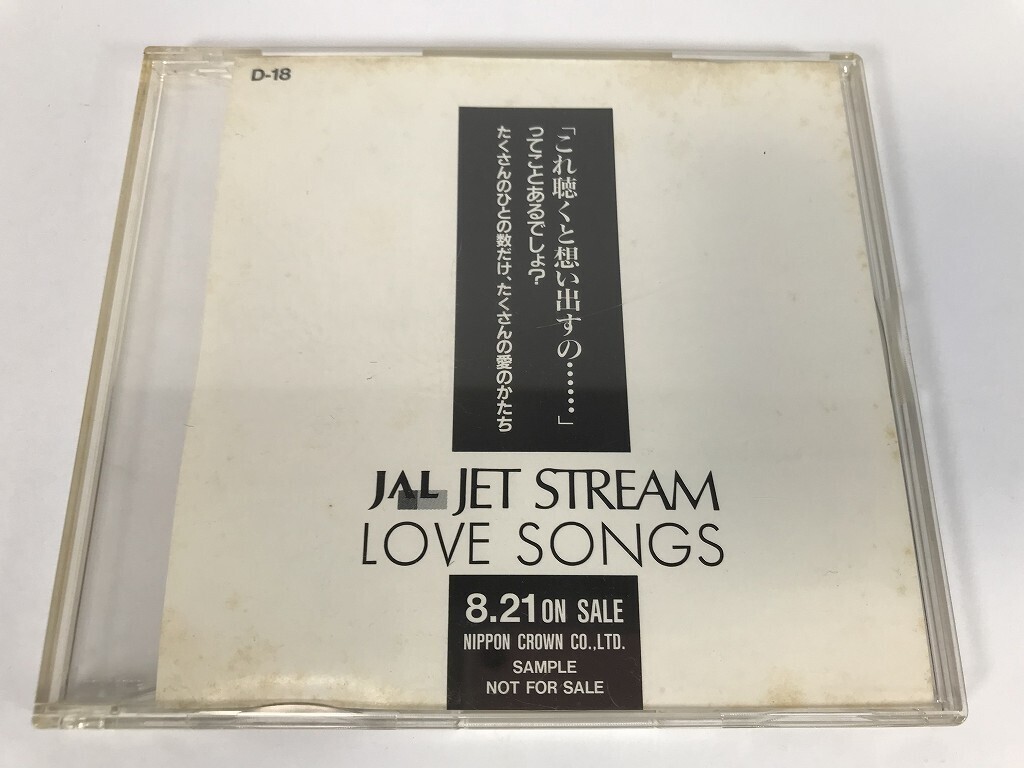 D-18
「これ聴くと想い出すの……」
ってことあるでしょ?
たくさんのひとの数だけ、たくさんの愛のかたち
JAL JET STREAM
LOVE SONGS
8.21 ON SALE
NIPPON CROWN CO.,LTD.
SAMPLE
NOT FOR SALE